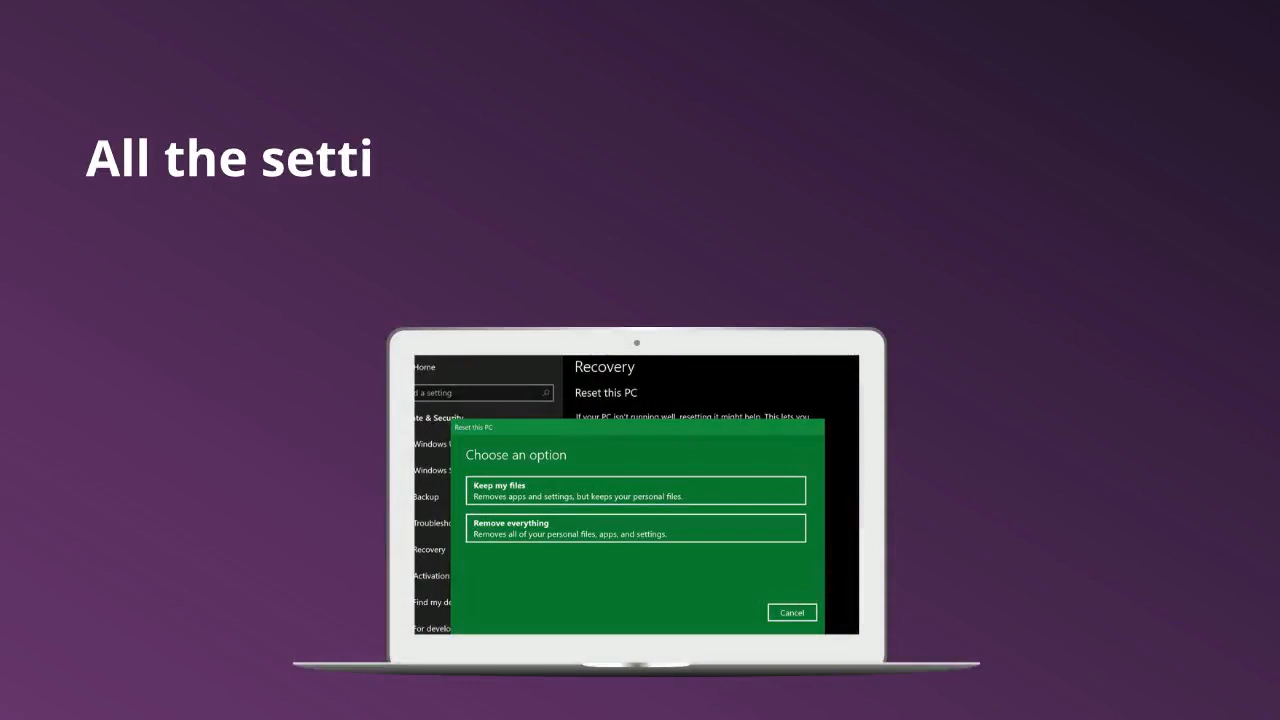 All the setti
Home
d a setting
te & Security
Windows
Windows S
Backup
Troublesh
Recovery
Activation
Find my de
For develo
Recovery
Reset this PC
If your PC isn't running well, resetting it might help. This lets you
Reset this PC
Choose an option
Keep my files
Removes apps and settings, but keeps your personal files.
Remove everything
Removes all of your personal files, apps, and settings.
Cancel